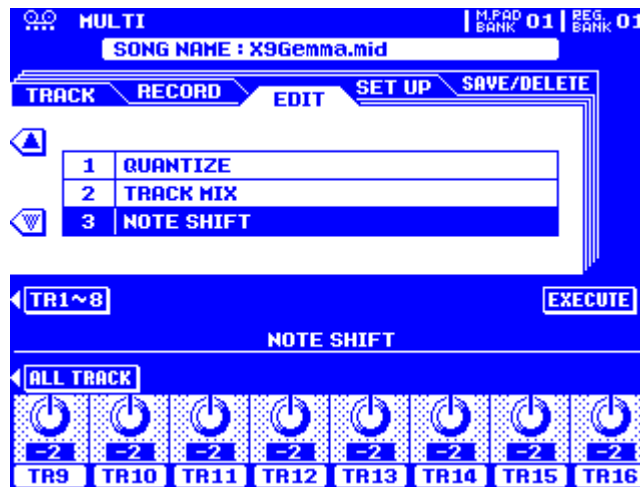 MULTI M.PAD BANK 01 REG. BANK 01
SONG NAME : X9Gemma.mid
TRACK RECORD EDIT SET UP SAVE/DELETE
1 QUANTIZE
2 TRACK MIX
3 NOTE SHIFT
TR1~8 EXECUTE
NOTE SHIFT
ALL TRACK
-2 -2 -2 -2 -2 -2 -2 -2
TR9 TR10 TR11 TR12 TR13 TR14 TR15 TR16